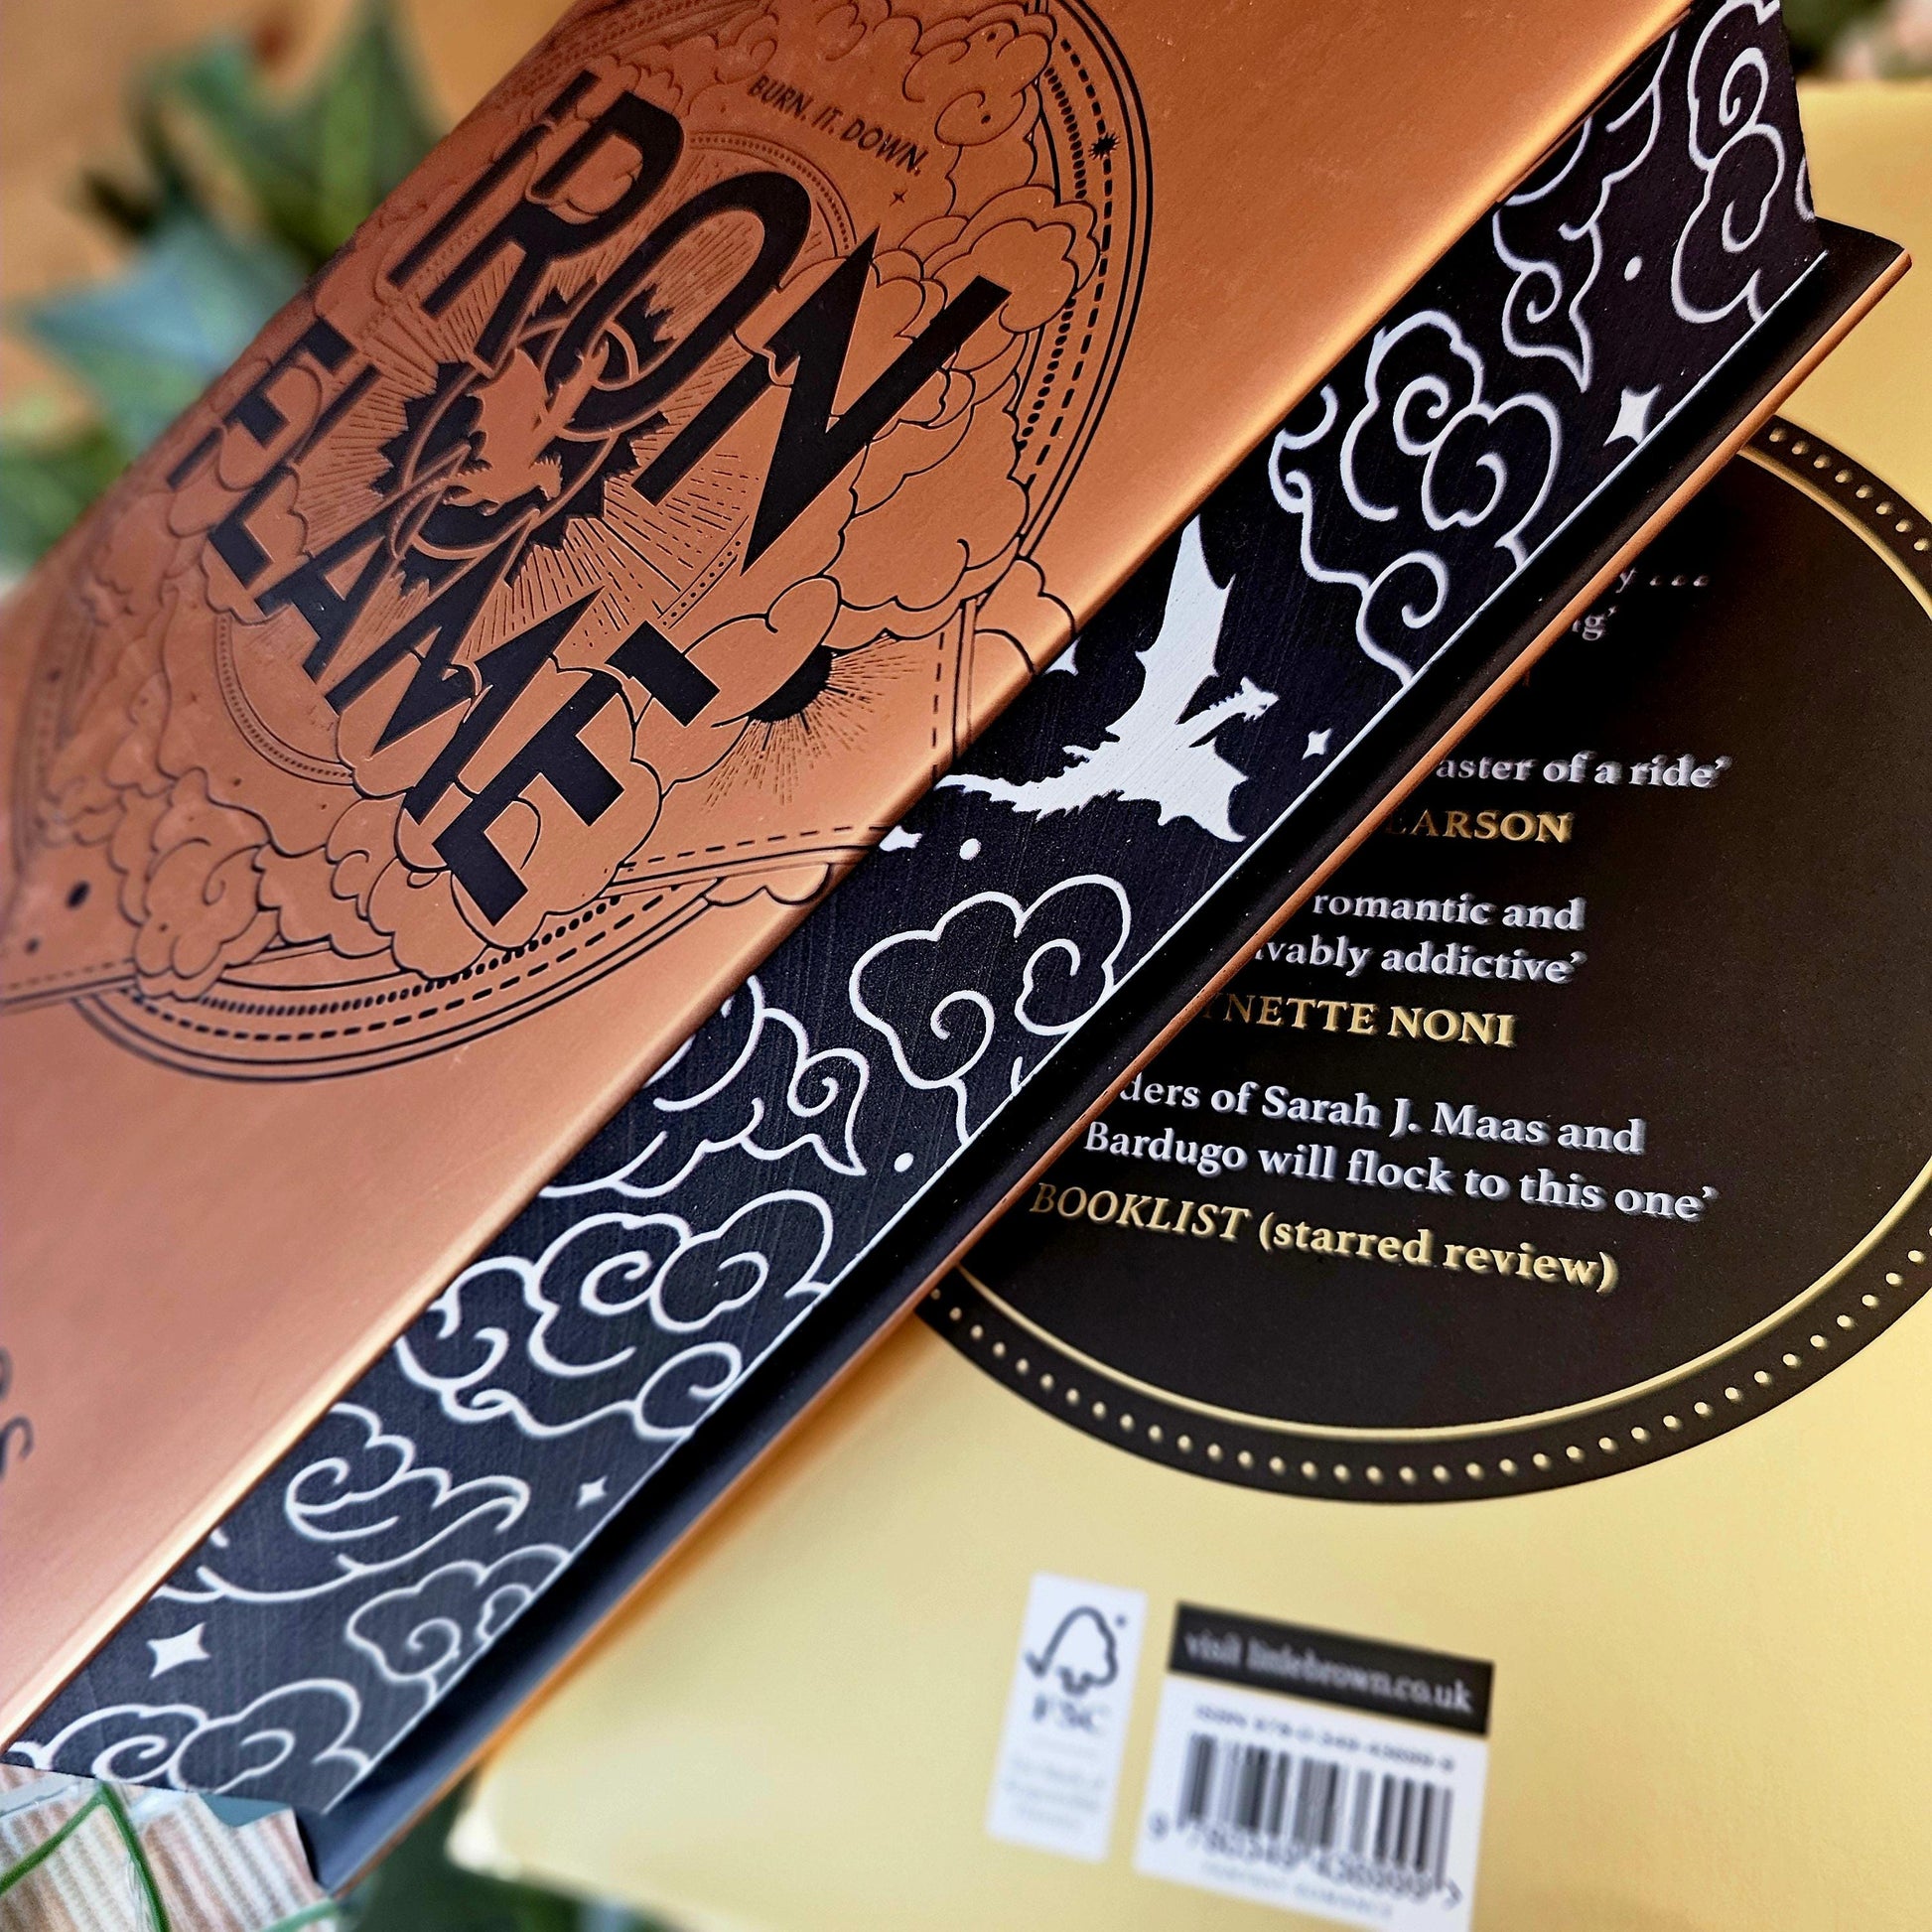 BURN. IT. DOWN.
IRON
FLAME
aster of a ride’
LARSON
romantic and
ivably addictive’
YNETTE NONI
ders of Sarah J. Maas and
Bardugo will flock to this one’
BOOKLIST (starred review)
FSC
visit littlebrown.co.uk